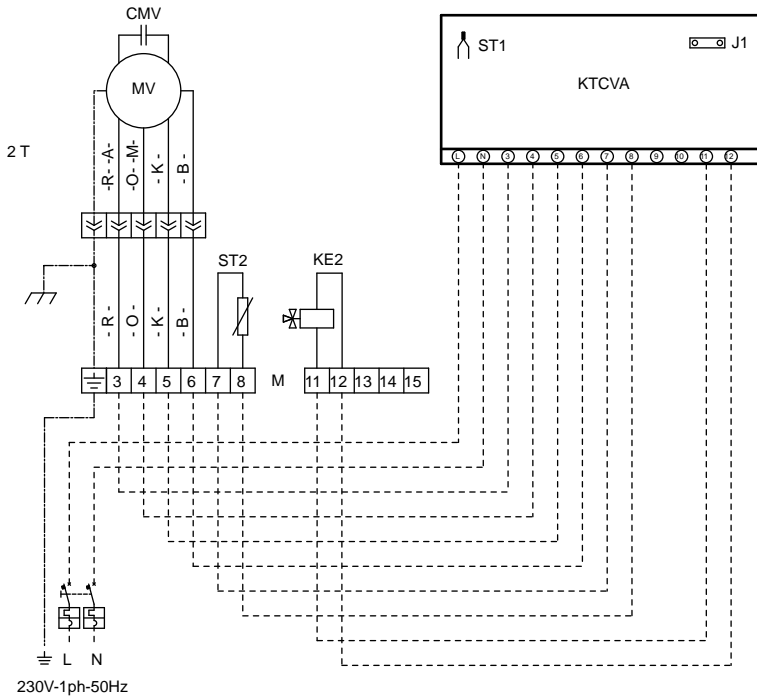 CMV
MV
2 T
-R- -A-
-O- -M-
- K -
- B -
ST1
J1
KTCVA
L N 3 4 5 6 7 8 9 10 11 12
ST2
KE2
- R -
- O -
- K -
- B -
3 4 5 6 7 8
M
11 12 13 14 15
L N
230V-1ph-50Hz